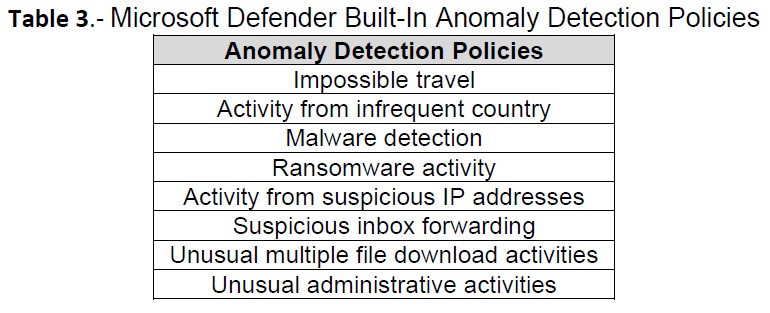 Table 3.- Microsoft Defender Built-In Anomaly Detection Policies
Anomaly Detection Policies
Impossible travel
Activity from infrequent country
Malware detection
Ransomware activity
Activity from suspicious IP addresses
Suspicious inbox forwarding
Unusual multiple file download activities
Unusual administrative activities